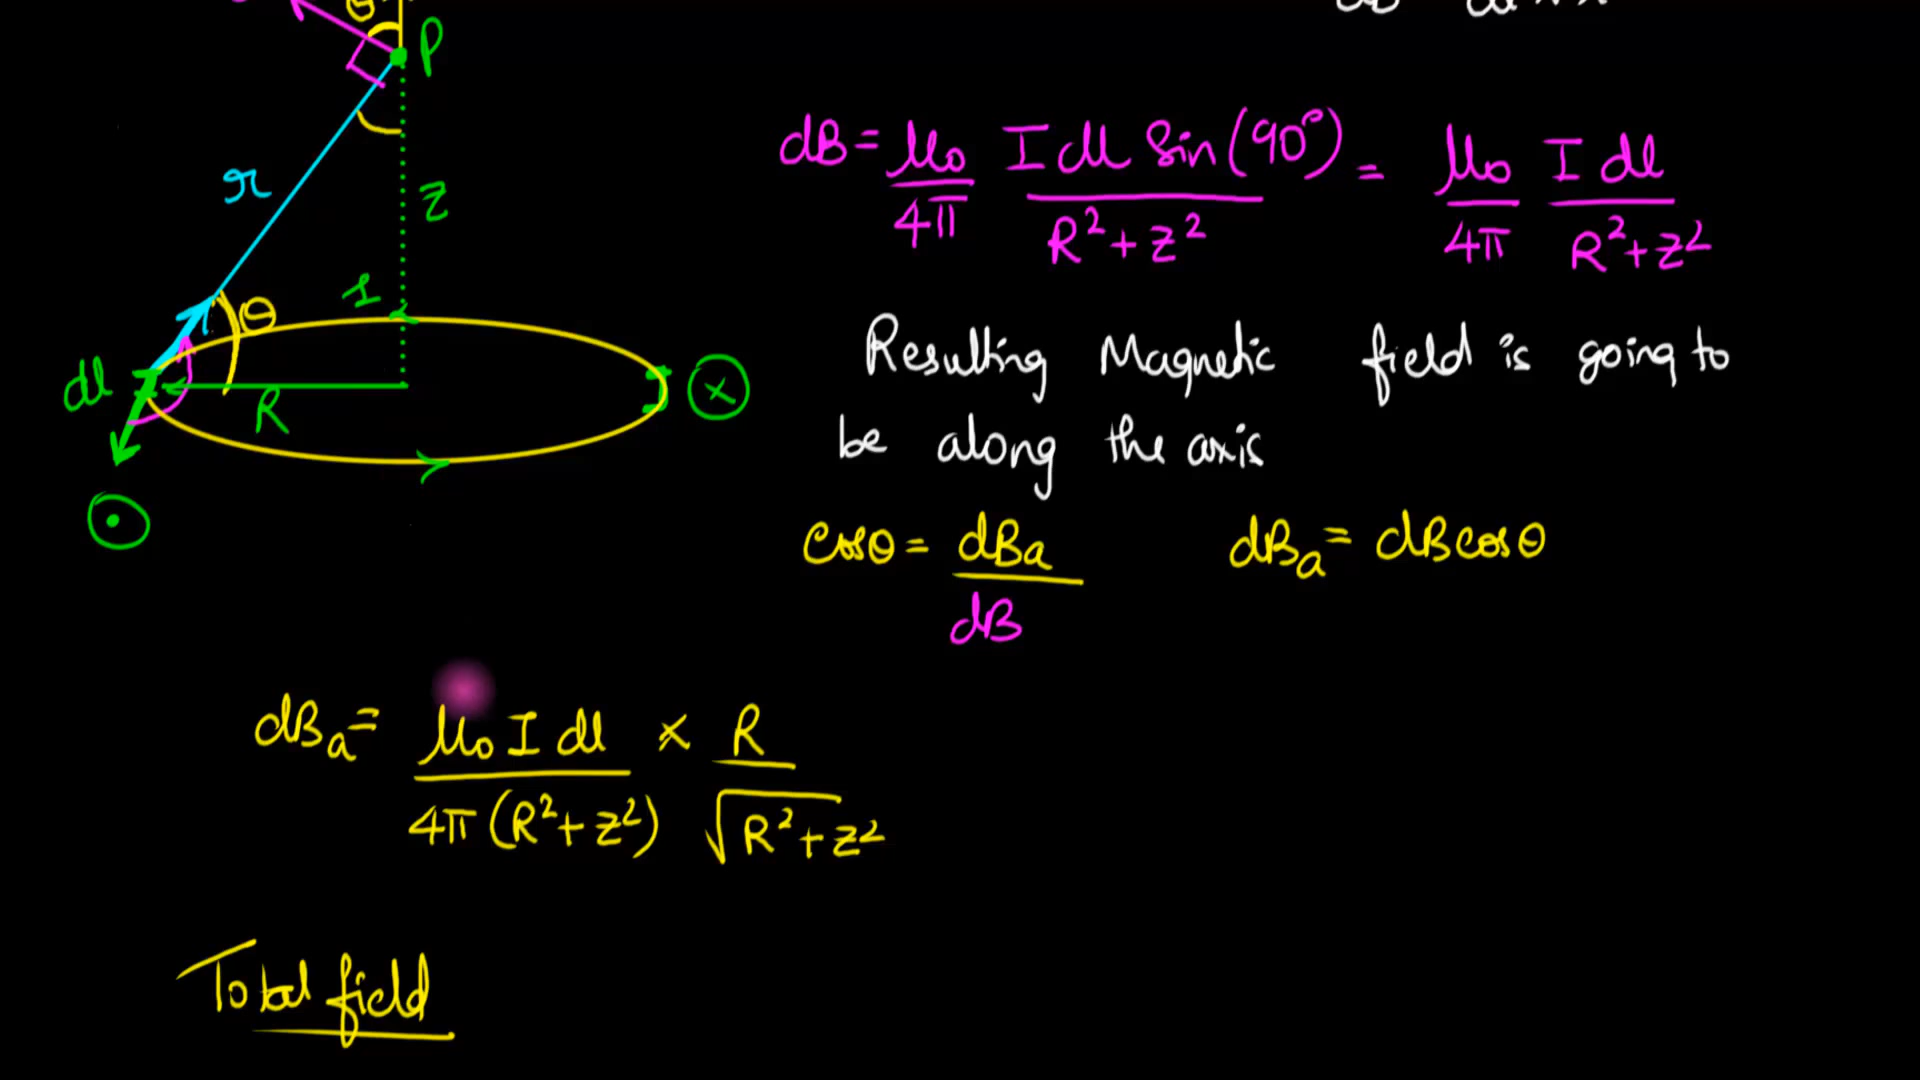 θ
P
dB = μ₀/4π I dl Sin(90°)/R²+z² = μ₀/4π I dl/R²+z²
r
z
I
θ
dl
R
Resulting Magnetic field is going to
be along the axis
cosθ = dBa/dB dBa = dB cosθ
dBa = μ₀ I dl/4π(R²+z²) × R/√R²+z²
Total field